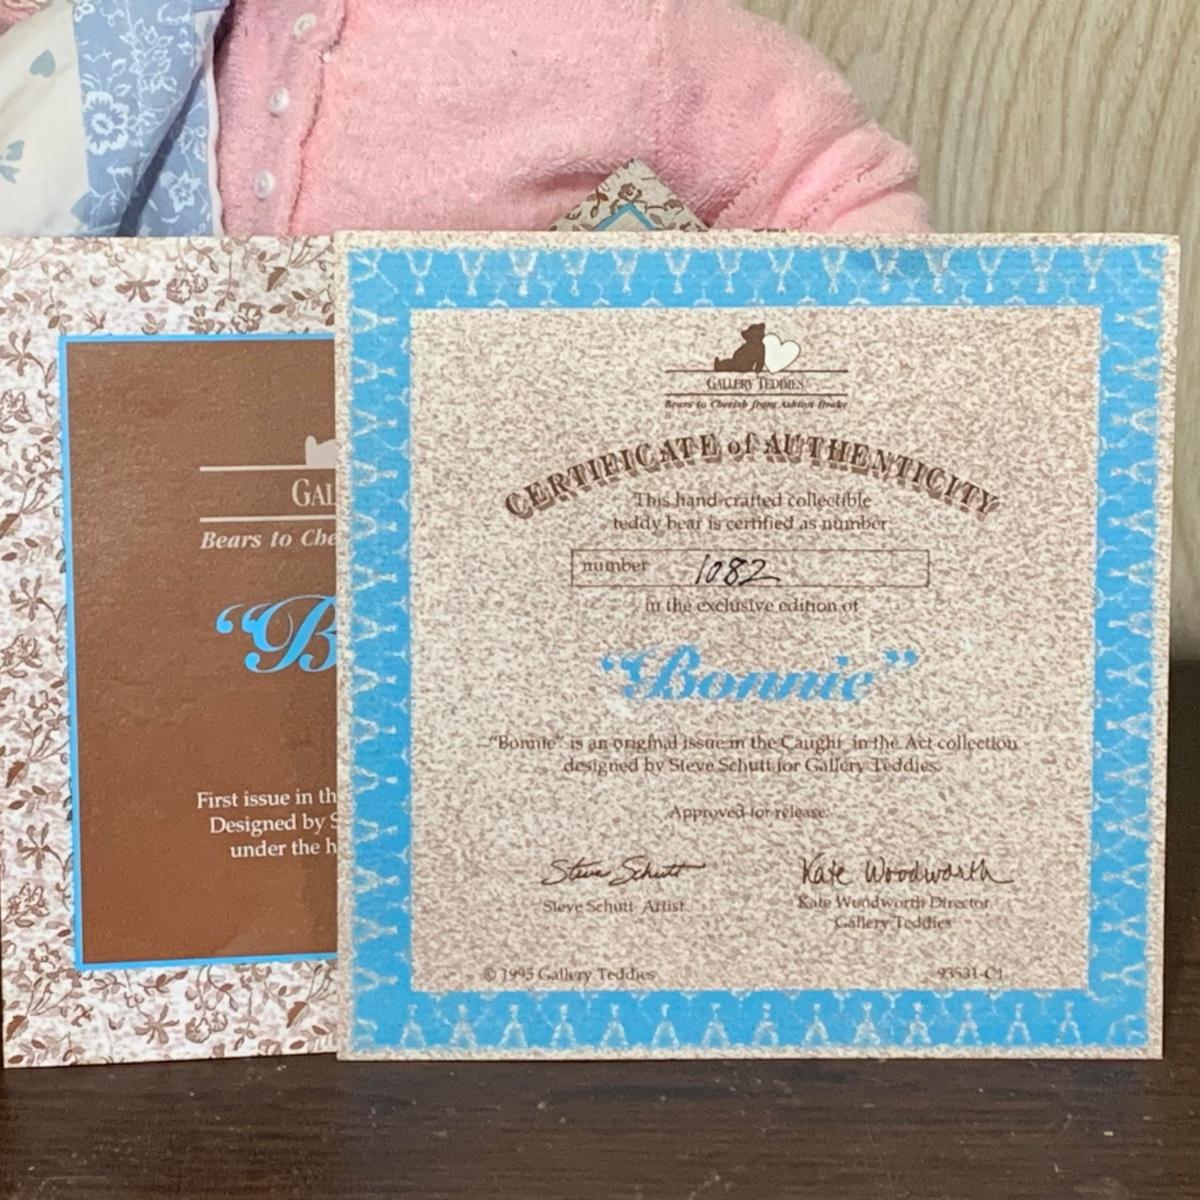 GAL
Bears to Che
"B
First issue in th
Designed by S
under the h
GALLERY TEDDIES
Bears to Cherish from Ashton-Drake
CERTIFICATE of AUTHENTICITY
This hand-crafted collectible
teddy bear is certified as number:
number 1082
in the exclusive edition of
"Bonnie"
"Bonnie" is an original issue in the Caught in the Act collection
designed by Steve Schutt for Gallery Teddies.
Approved for release:
Steve Schutt Kate Woodworth
Steve Schutt Artist Kate Woodworth Director
Gallery Teddies
© 1995 Gallery Teddies 93531-C1